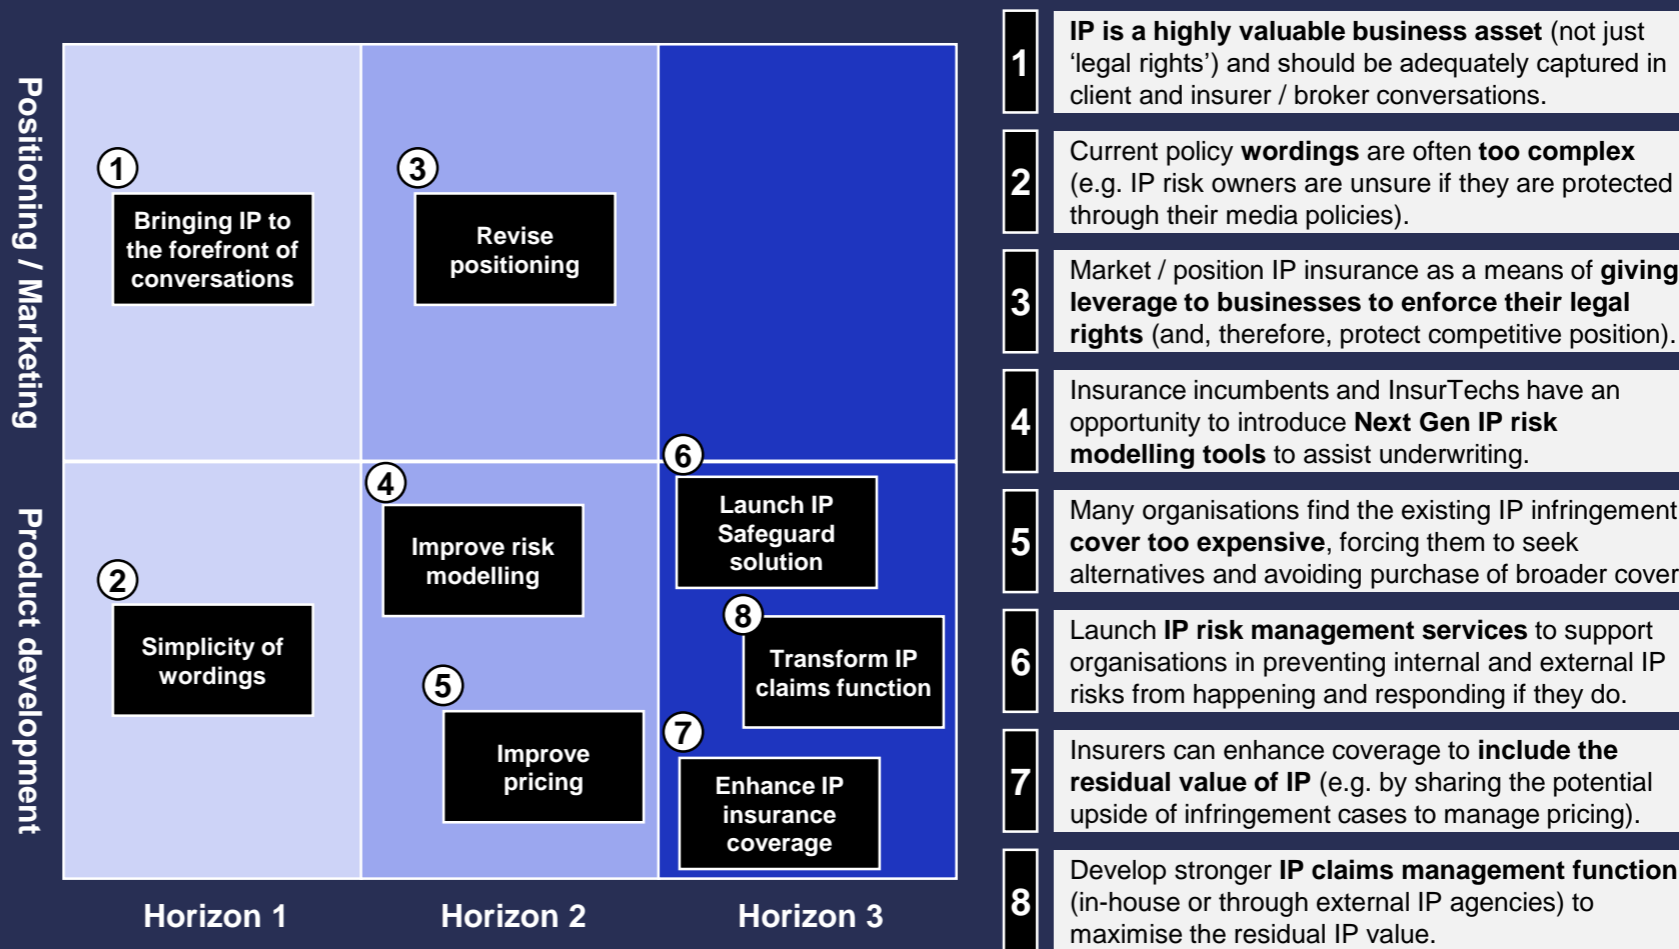 Positioning / Marketing
Product development
1
Bringing IP to
the forefront of
conversations
3
Revise
positioning
2
Simplicity of
wordings
4
Improve risk
modelling
5
Improve
pricing
6
Launch IP
Safeguard
solution
8
Transform IP
claims function
7
Enhance IP
insurance
coverage
Horizon 1
Horizon 2
Horizon 3
1
IP is a highly valuable business asset (not just
‘legal rights’) and should be adequately captured in
client and insurer / broker conversations.
2
Current policy wordings are often too complex
(e.g. IP risk owners are unsure if they are protected
through their media policies).
3
Market / position IP insurance as a means of giving
leverage to businesses to enforce their legal
rights (and, therefore, protect competitive position).
4
Insurance incumbents and InsurTechs have an
opportunity to introduce Next Gen IP risk
modelling tools to assist underwriting.
5
Many organisations find the existing IP infringement
cover too expensive, forcing them to seek
alternatives and avoiding purchase of broader cover
6
Launch IP risk management services to support
organisations in preventing internal and external IP
risks from happening and responding if they do.
7
Insurers can enhance coverage to include the
residual value of IP (e.g. by sharing the potential
upside of infringement cases to manage pricing).
8
Develop stronger IP claims management function
(in-house or through external IP agencies) to
maximise the residual IP value.